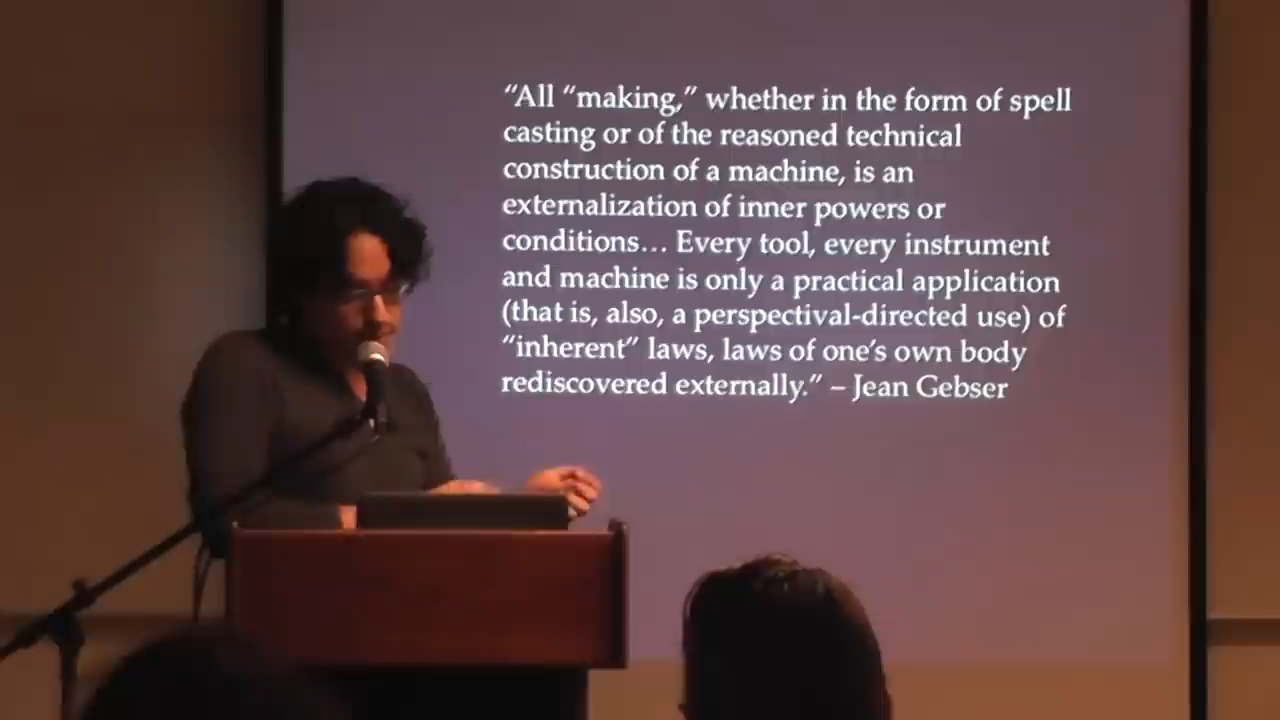 “All “making,” whether in the form of spell
casting or of the reasoned technical
construction of a machine, is an
externalization of inner powers or
conditions… Every tool, every instrument
and machine is only a practical application
(that is, also, a perspectival-directed use) of
“inherent” laws, laws of one’s own body
rediscovered externally.” – Jean Gebser